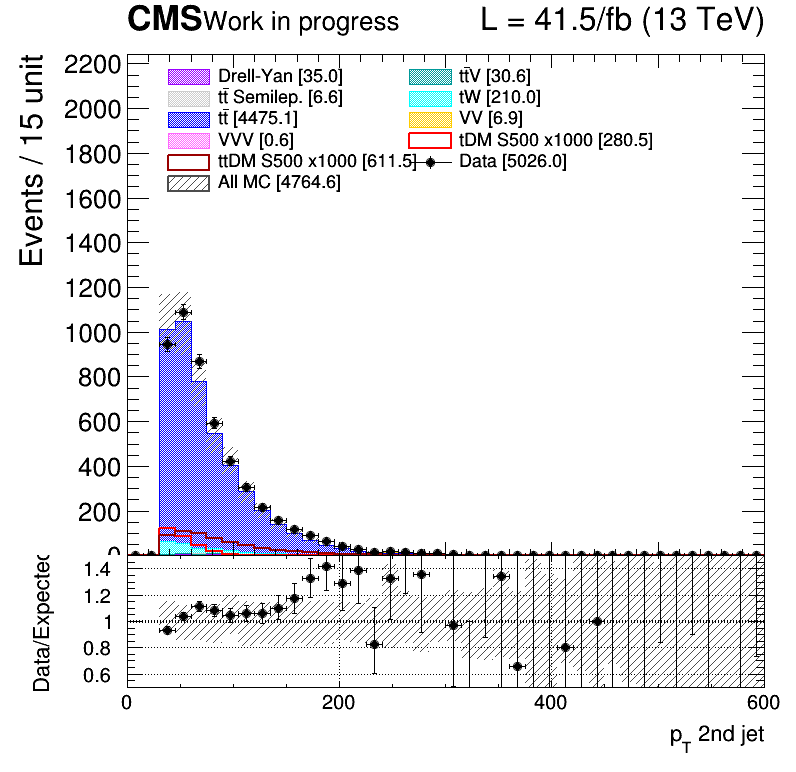 CMS Work in progress L = 41.5/fb (13 TeV)
Events / 15 unit
2200
2000
1800
1600
1400
1200
1000
800
600
400
200
0
Drell-Yan [35.0] tt̄V [30.6]
tt̄ Semilep. [6.6] tW [210.0]
tt̄ [4475.1] VV [6.9]
VVV [0.6] tDM S500 x1000 [280.5]
ttDM S500 x1000 [611.5] Data [5026.0]
All MC [4764.6]
Data/Expected
1.4
1.2
1
0.8
0.6
0 200 400 600
p_T 2nd jet